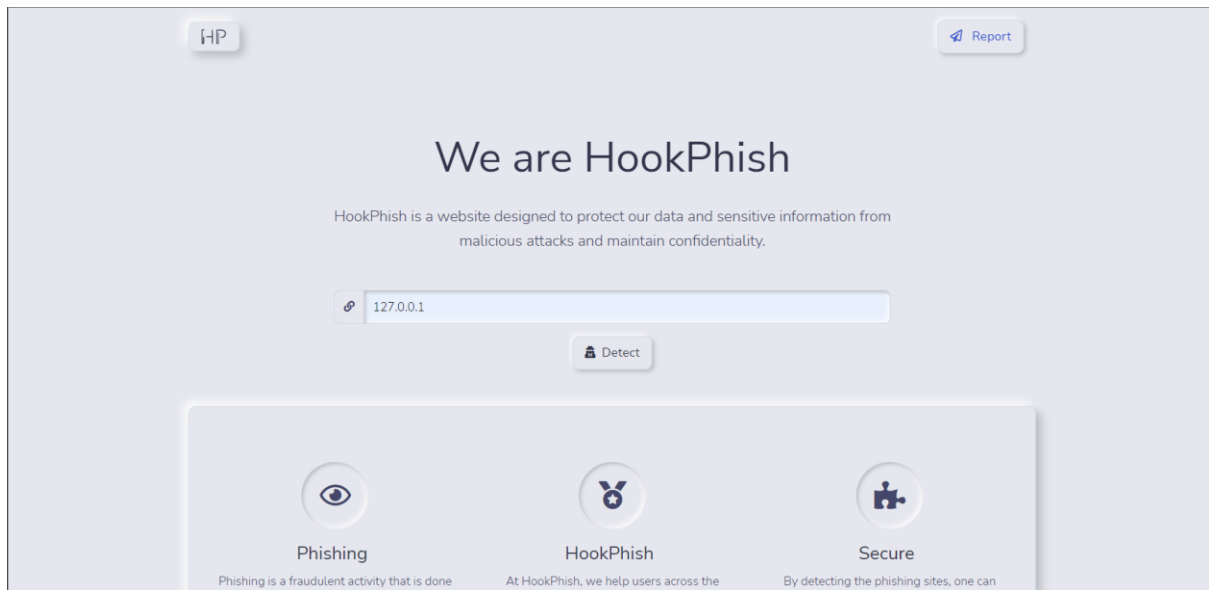 HP
Report
We are HookPhish
HookPhish is a website designed to protect our data and sensitive information from
malicious attacks and maintain confidentiality.
127.0.0.1
Detect
Phishing
HookPhish
Secure
Phishing is a fraudulent activity that is done
At HookPhish, we help users across the
By detecting the phishing sites, one can